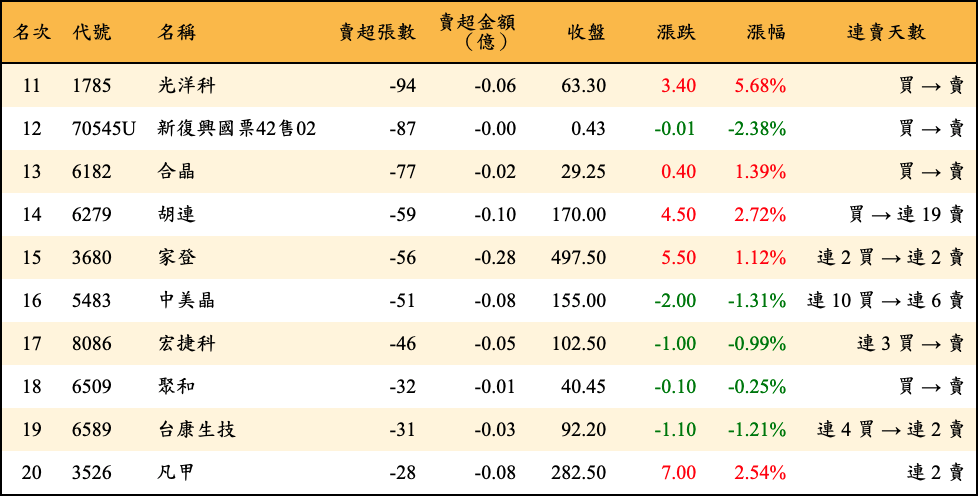 名次 代號 名稱 賣超張數 賣超金額（億） 收盤 漲跌 漲幅 連賣天數
11 1785 光洋科 -94 -0.06 63.30 3.40 5.68% 買 → 賣
12 70545U 新復興國票42售02 -87 -0.00 0.43 -0.01 -2.38% 買 → 賣
13 6182 合晶 -77 -0.02 29.25 0.40 1.39% 買 → 賣
14 6279 胡連 -59 -0.10 170.00 4.50 2.72% 買 → 連 19 賣
15 3680 家登 -56 -0.28 497.50 5.50 1.12% 連 2 買 → 連 2 賣
16 5483 中美晶 -51 -0.08 155.00 -2.00 -1.31% 連 10 買 → 連 6 賣
17 8086 宏捷科 -46 -0.05 102.50 -1.00 -0.99% 連 3 買 → 賣
18 6509 聚和 -32 -0.01 40.45 -0.10 -0.25% 買 → 賣
19 6589 台康生技 -31 -0.03 92.20 -1.10 -1.21% 連 4 買 → 連 2 賣
20 3526 凡甲 -28 -0.08 282.50 7.00 2.54% 連 2 賣